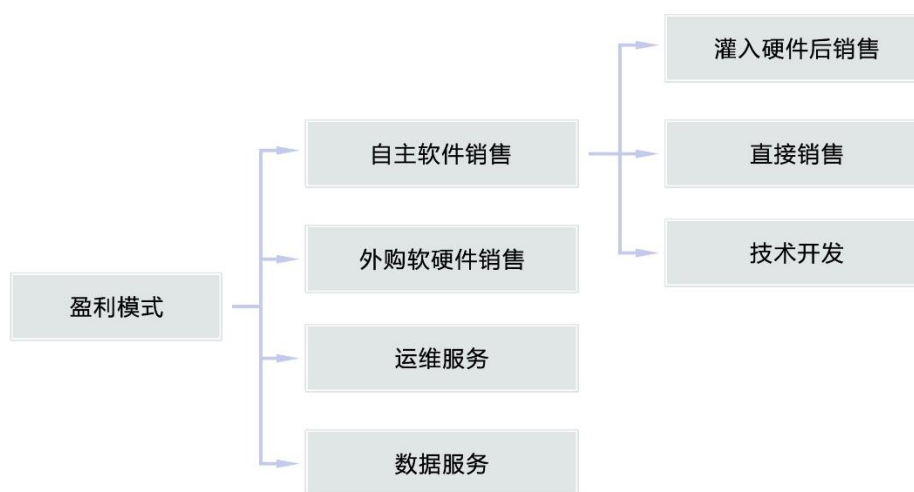 盈利模式
自主软件销售
外购软硬件销售
运维服务
数据服务
灌入硬件后销售
直接销售
技术开发